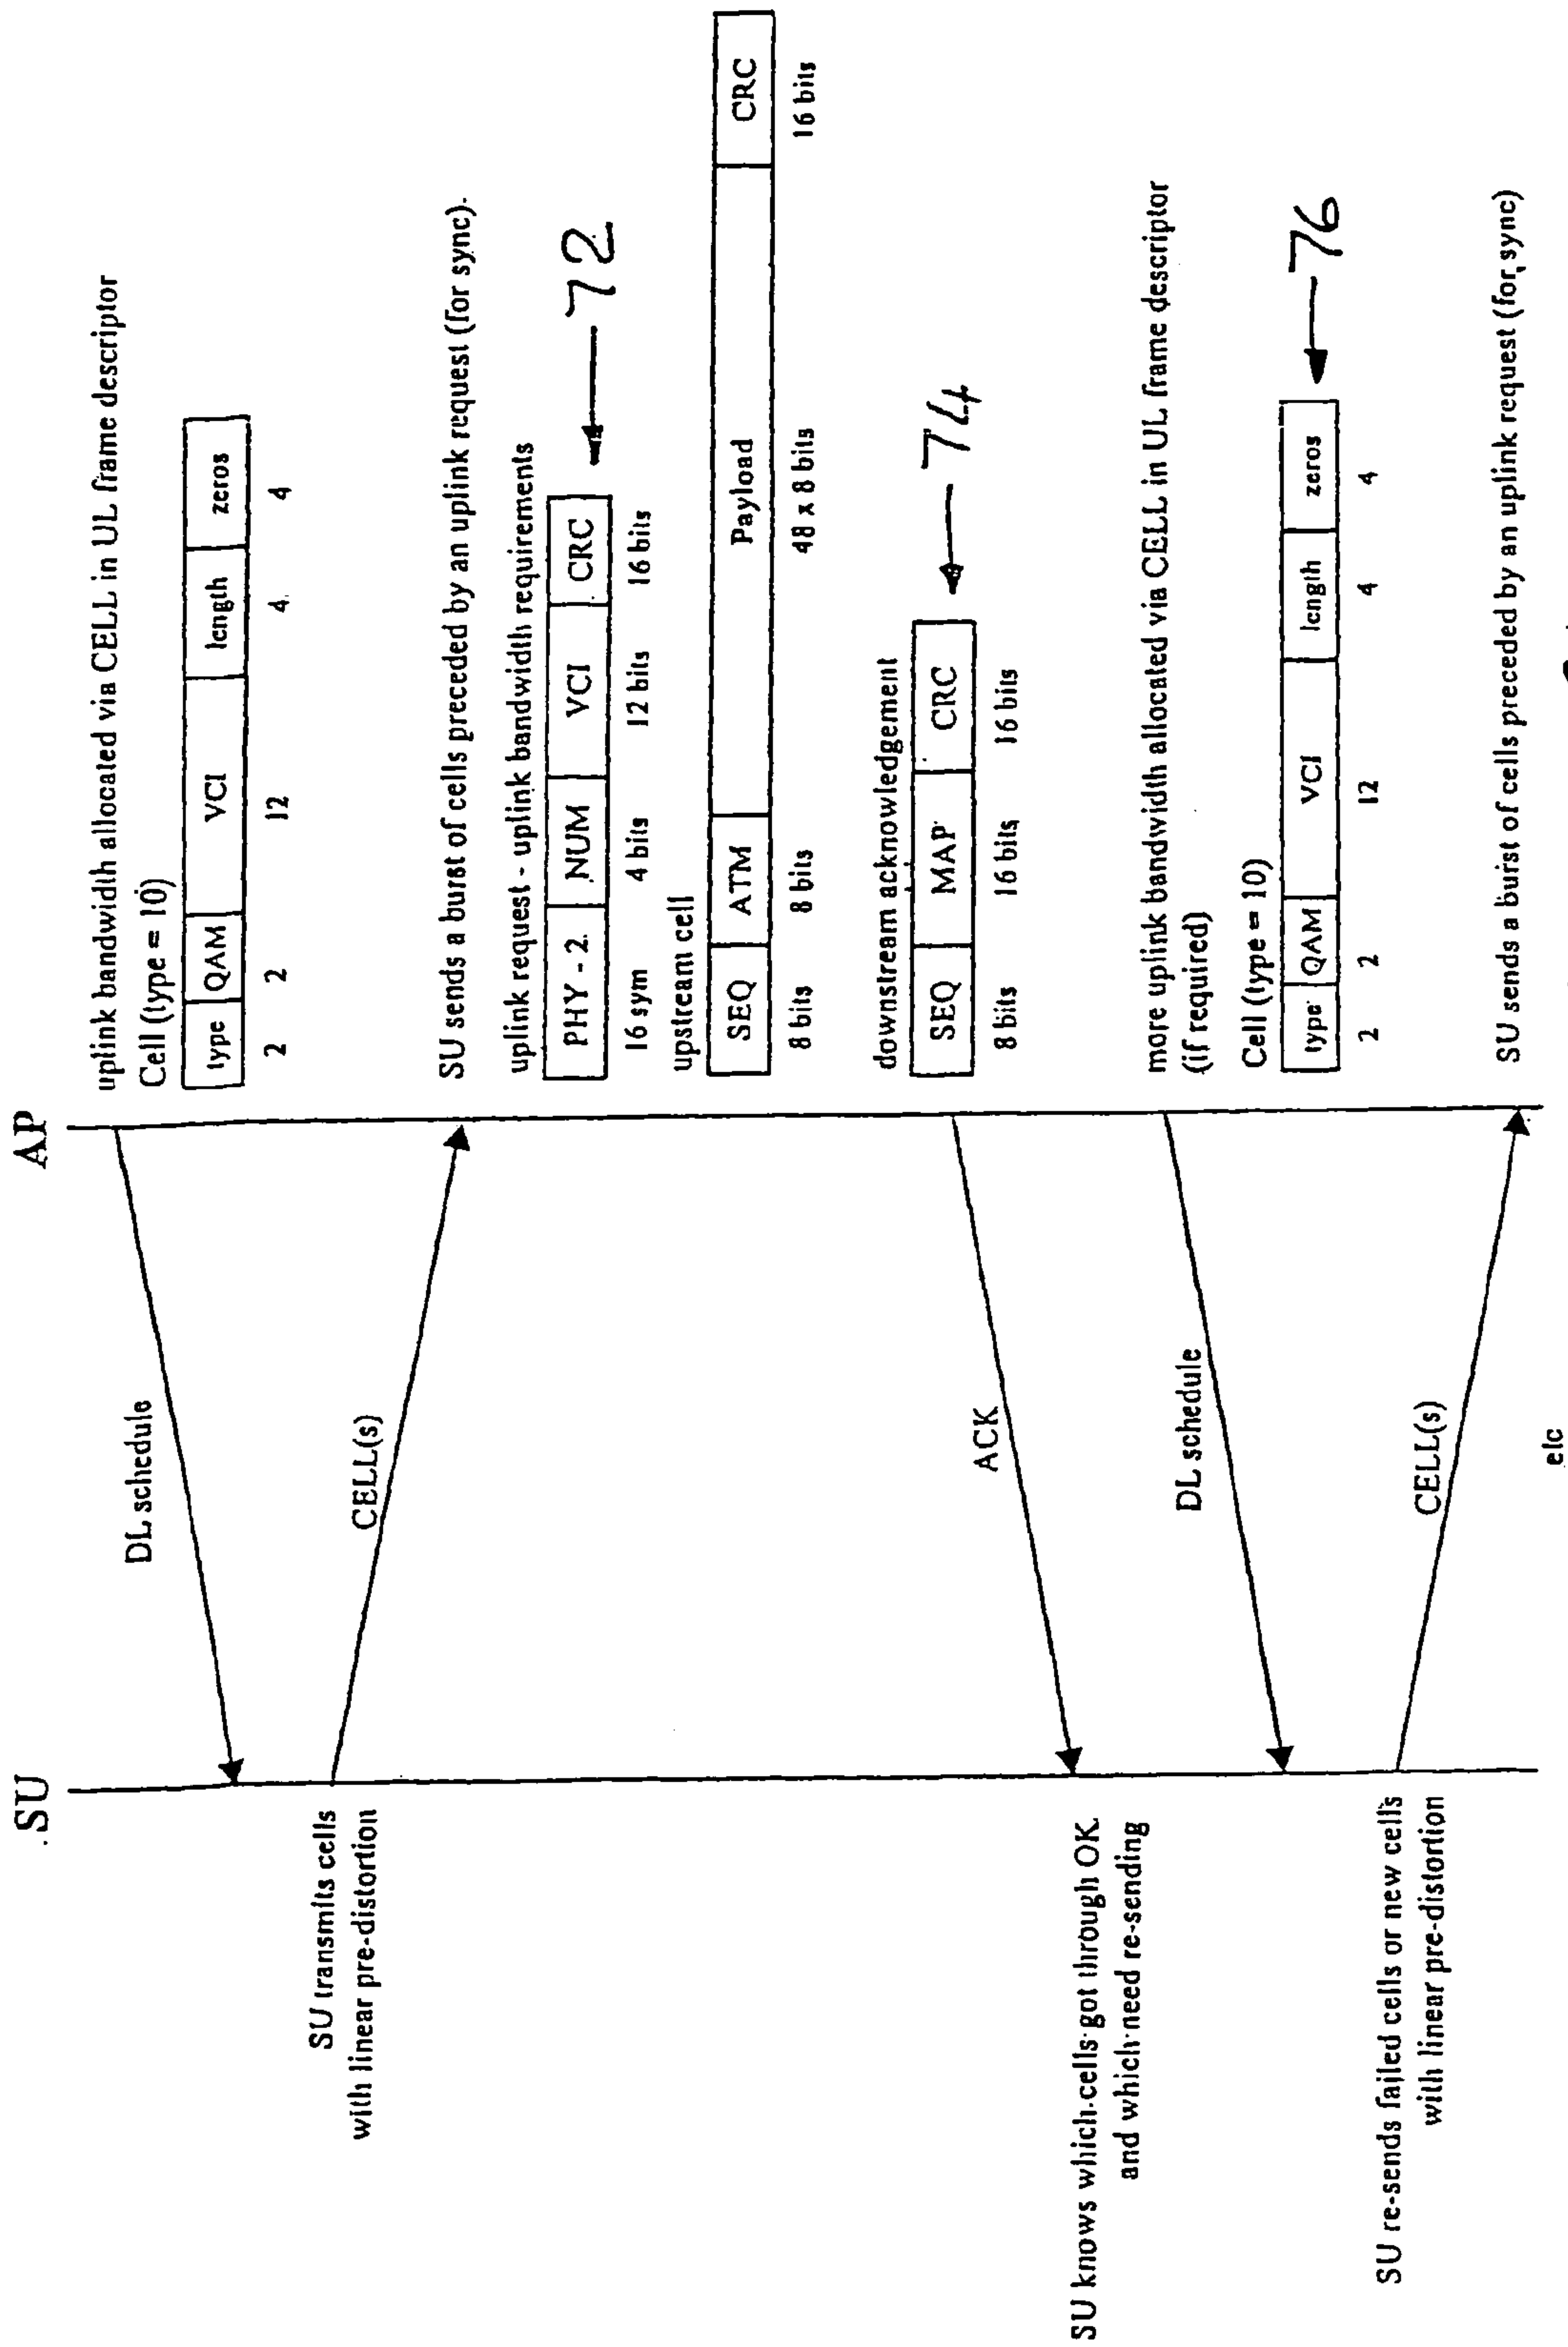 SU
AP
uplink bandwidth allocated via CELL in UL frame descriptor
Cell (type = 10)
type QAM VCI length zeros
2 2 12 4 4
DL schedule
SU transmits cells
with linear pre-distortion
CELL(s)
SU sends a burst of cells preceded by an uplink request (for sync).
uplink request - uplink bandwidth requirements
PHY - 2 NUM VCI CRC
72
16 sym 4 bits 12 bits 16 bits
upstream cell
SEQ ATM Payload CRC
8 bits 8 bits 48 x 8 bits 16 bits
downstream acknowledgement
SEQ MAP CRC
74
8 bits 16 bits 16 bits
ACK
SU knows which cells got through OK
and which need re-sending
more uplink bandwidth allocated via CELL in UL frame descriptor
(if required)
Cell (type = 10)
type QAM VCI length zeros
76
2 2 12 4 4
DL schedule
SU re-sends failed cells or new cells
with linear pre-distortion
CELL(s)
SU sends a burst of cells preceded by an uplink request (for sync)
etc